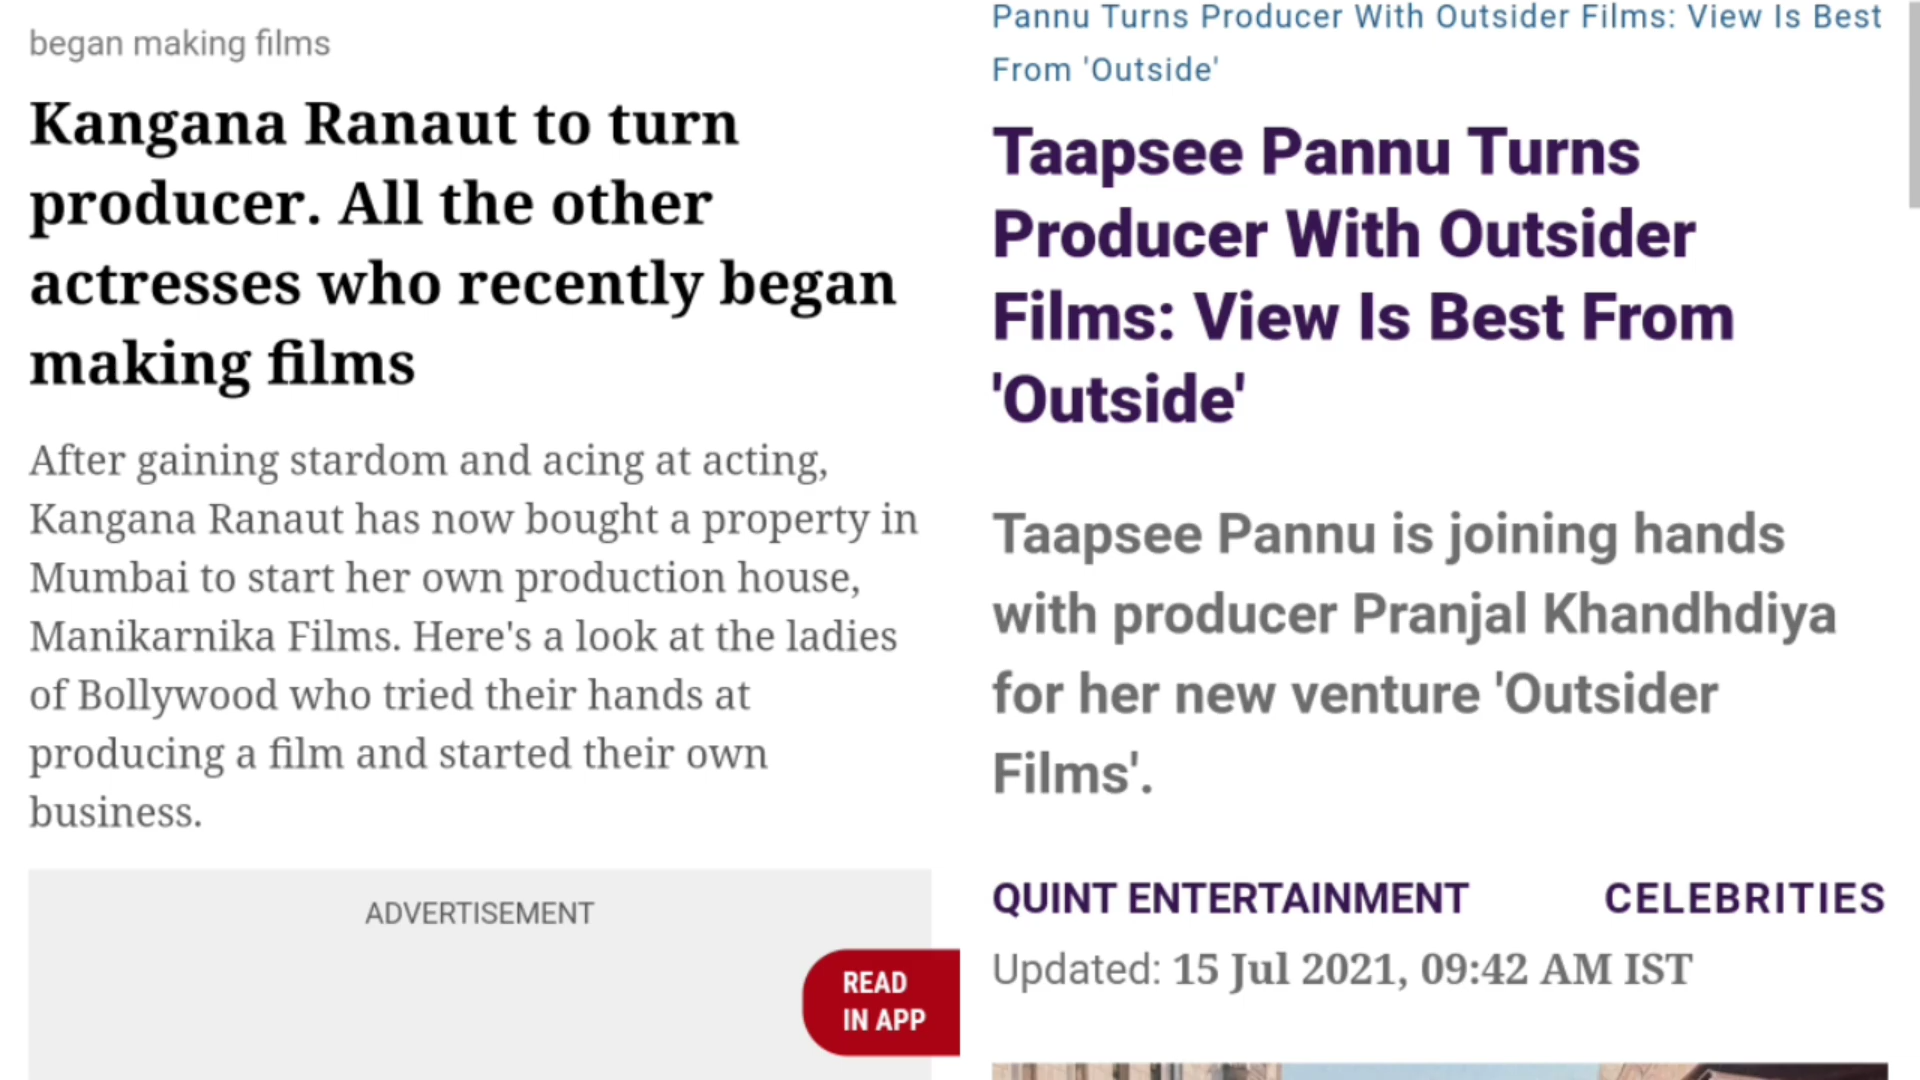 began making films
Kangana Ranaut to turn
producer. All the other
actresses who recently began
making films
After gaining stardom and acing at acting,
Kangana Ranaut has now bought a property in
Mumbai to start her own production house,
Manikarnika Films. Here's a look at the ladies
of Bollywood who tried their hands at
producing a film and started their own
business.
ADVERTISEMENT
READ
IN APP
Pannu Turns Producer With Outsider Films: View Is Best
From 'Outside'
Taapsee Pannu Turns
Producer With Outsider
Films: View Is Best From
'Outside'
Taapsee Pannu is joining hands
with producer Pranjal Khandhdiya
for her new venture 'Outsider
Films'.
QUINT ENTERTAINMENT CELEBRITIES
Updated: 15 Jul 2021, 09:42 AM IST